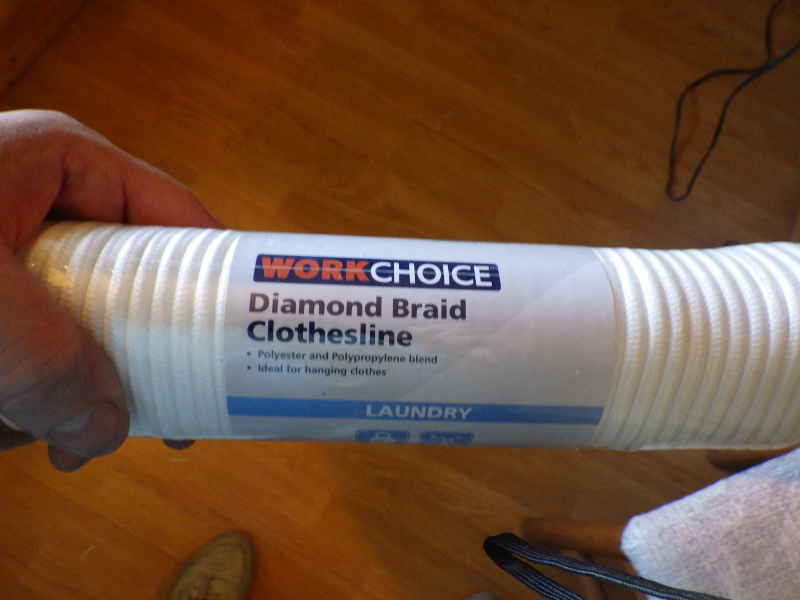 WORKCHOICE
Diamond Braid
Clothesline
• Polyester and Polypropylene blend
• Ideal for hanging clothes
LAUNDRY